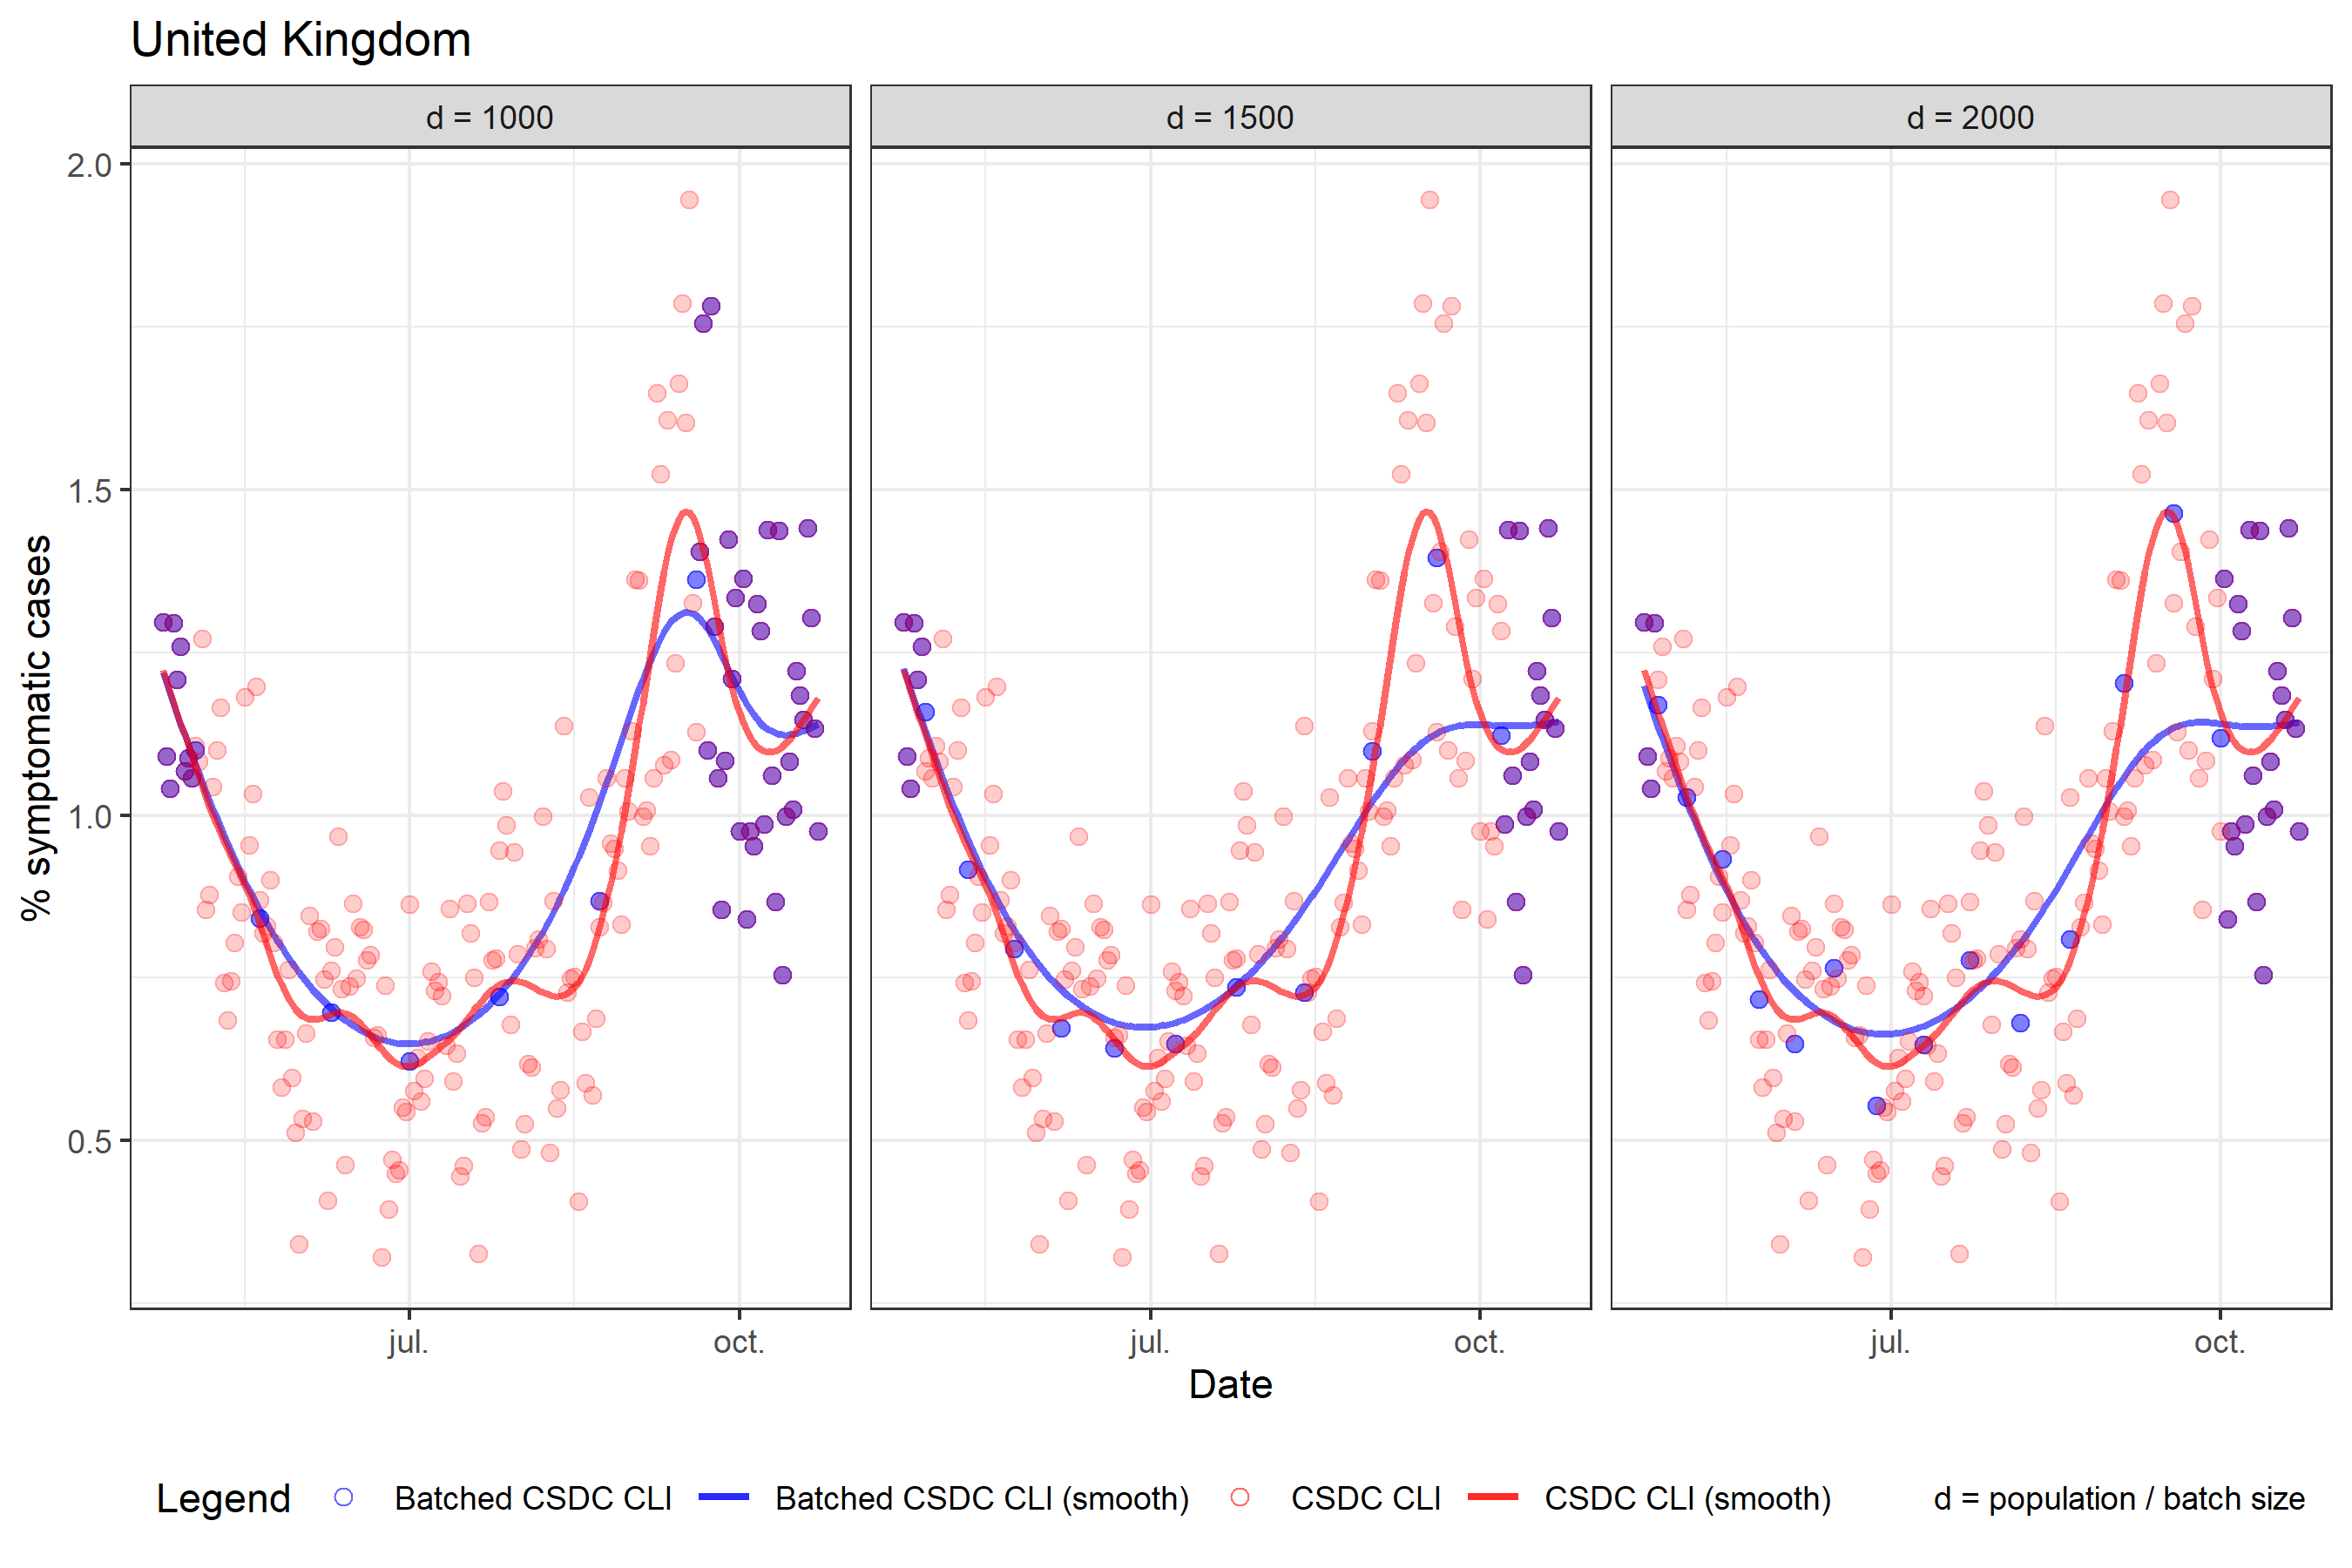 United Kingdom
d = 1000
d = 1500
d = 2000
2.0
1.5
1.0
0.5
% symptomatic cases
jul.
oct.
jul.
oct.
jul.
oct.
Date
Legend
Batched CSDC CLI
Batched CSDC CLI (smooth)
CSDC CLI
CSDC CLI (smooth)
d = population / batch size